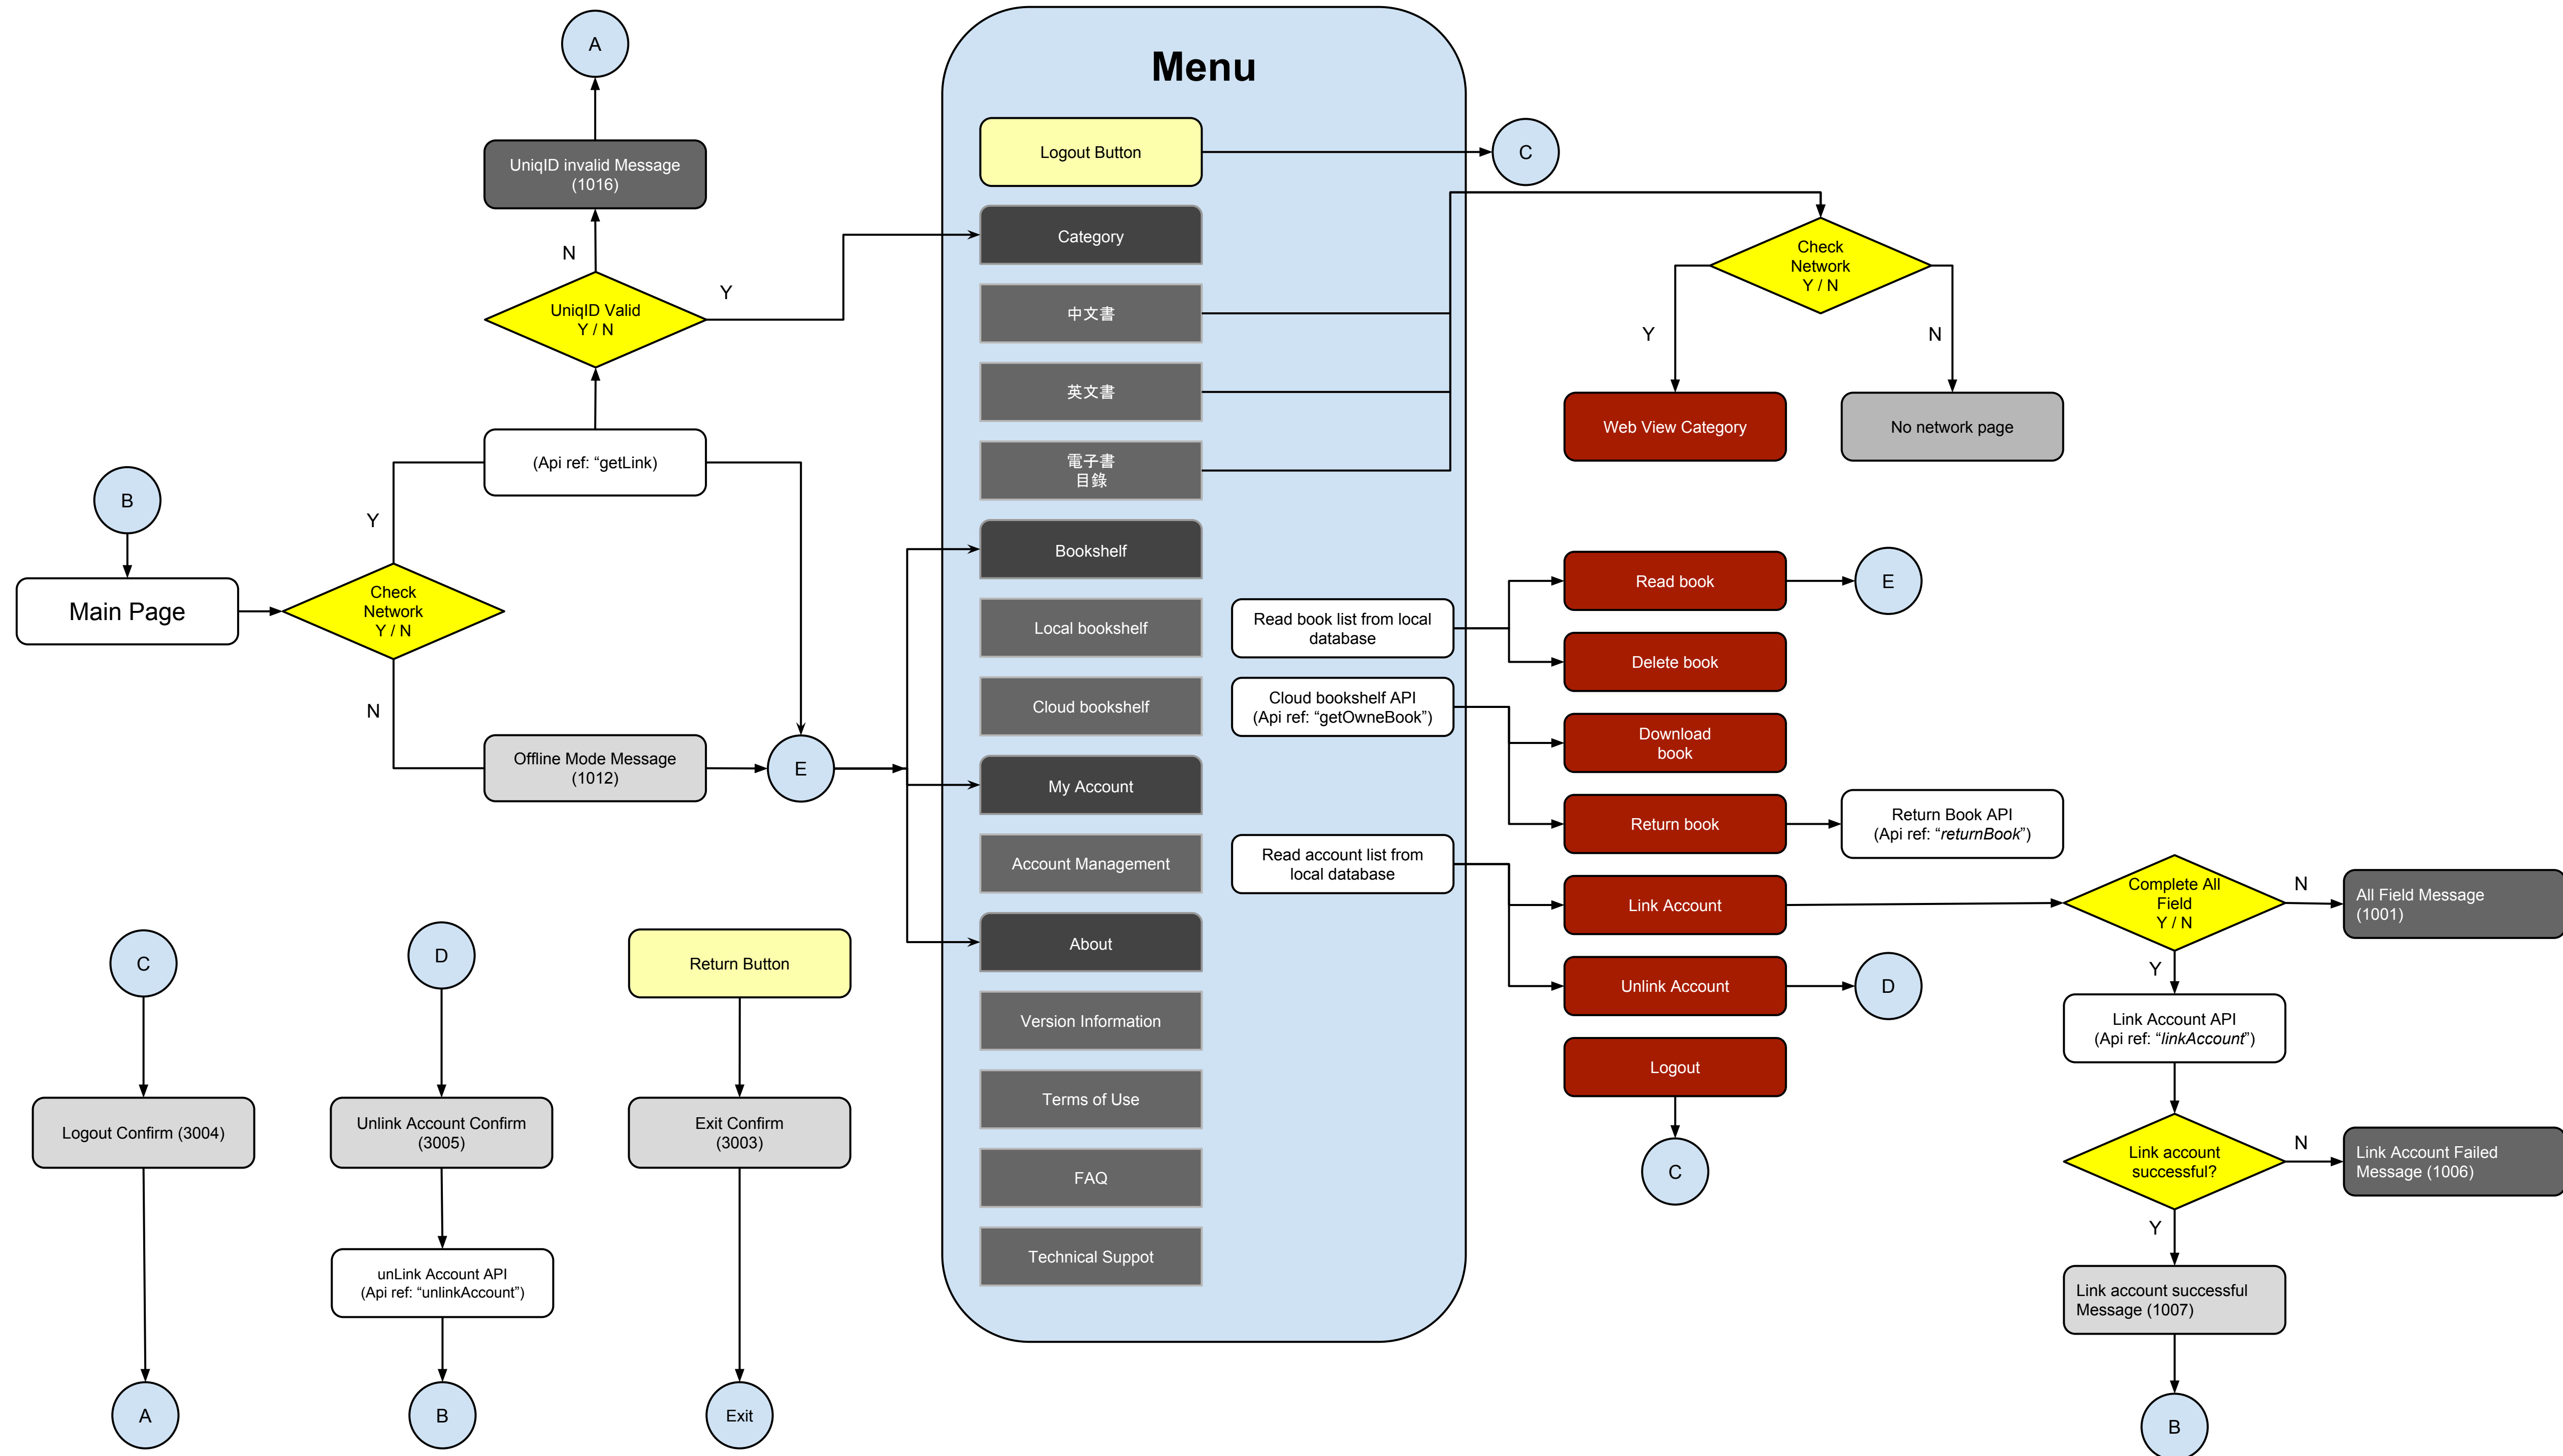 A
UniqID invalid Message
(1016)
N
UniqID Valid
Y / N
Y
(Api ref: “getLink)
B
Main Page
Y
Check
Network
Y / N
N
Offline Mode Message
(1012)
E
C
Logout Confirm (3004)
A
D
Unlink Account Confirm
(3005)
unLink Account API
(Api ref: “unlinkAccount”)
B
Return Button
Exit Confirm
(3003)
Exit
Menu
Logout Button
Category
中文書
英文書
電子書
目錄
Bookshelf
Local bookshelf
Read book list from local
database
Cloud bookshelf
Cloud bookshelf API
(Api ref: “getOwneBook”)
My Account
Account Management
Read account list from
local database
About
Version Information
Terms of Use
FAQ
Technical Suppot
C
Check
Network
Y / N
Y
N
Web View Category
No network page
Read book
E
Delete book
Download
book
Return book
Return Book API
(Api ref: “returnBook”)
Link Account
Unlink Account
D
Logout
C
Complete All
Field
Y / N
N
All Field Message
(1001)
Y
Link Account API
(Api ref: “linkAccount”)
Link account
successful?
N
Link Account Failed
Message (1006)
Y
Link account successful
Message (1007)
B